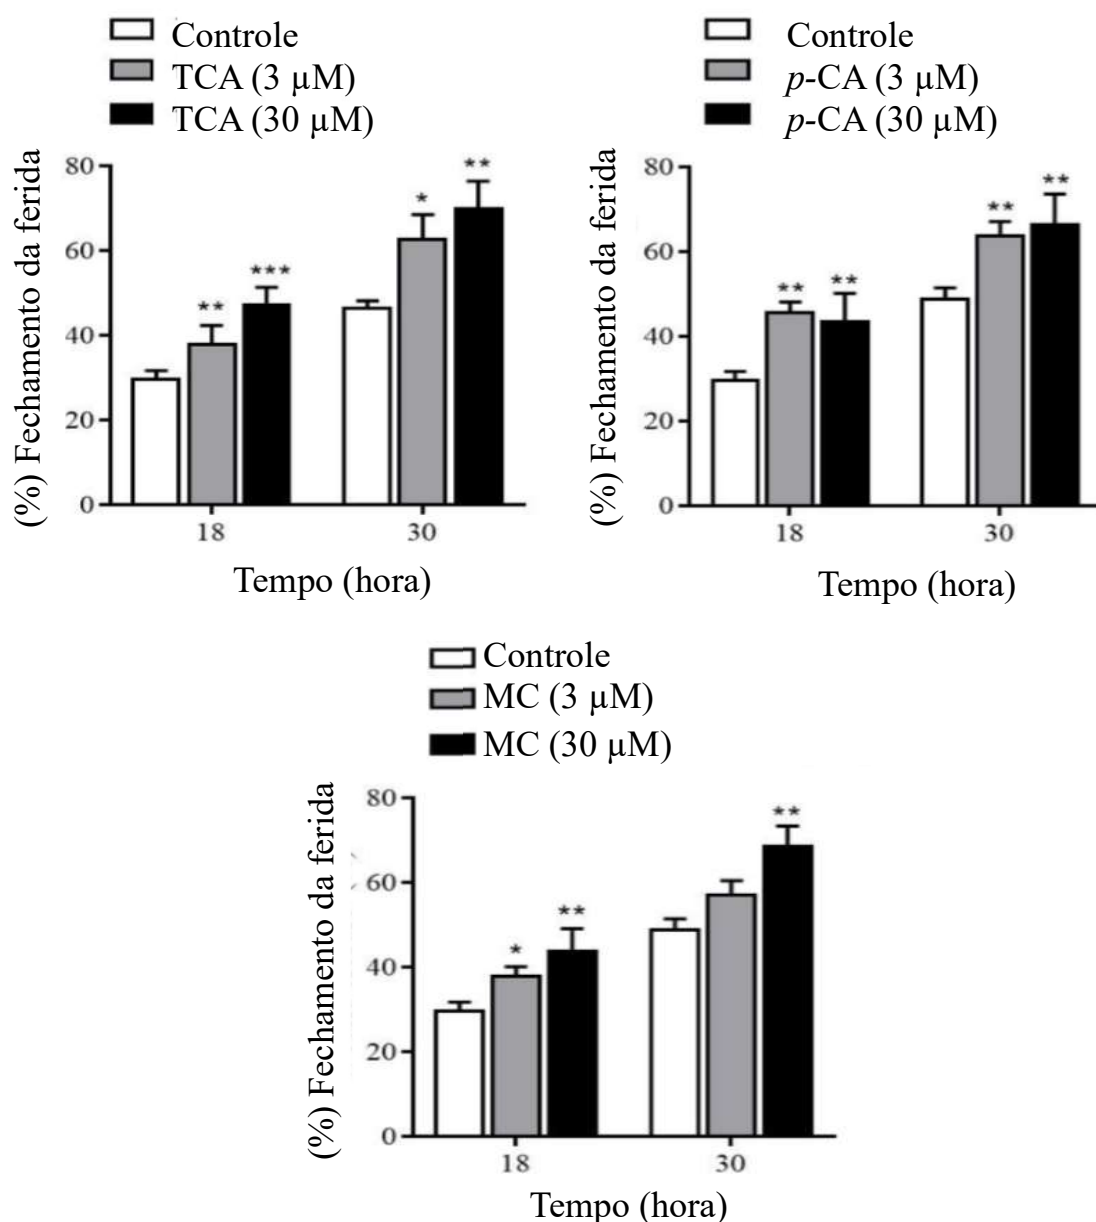 Controle
TCA (3 µM)
TCA (30 µM)
(%) Fechamento da ferida
80
60
40
20
0
**
***
*
**
18
30
Tempo (hora)
Controle
p-CA (3 µM)
p-CA (30 µM)
(%) Fechamento da ferida
80
60
40
20
0
**
**
**
**
18
30
Tempo (hora)
Controle
MC (3 µM)
MC (30 µM)
(%) Fechamento da ferida
80
60
40
20
0
*
**
**
18
30
Tempo (hora)